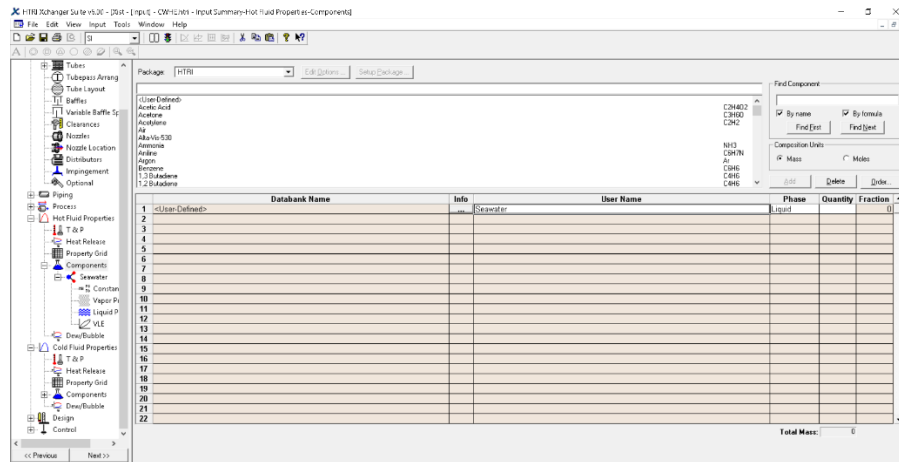 HTRI Xchanger Suite v6.00 - [Xist - [Input] - CWHE.htri - Input Summary-Hot Fluid Properties-Components]
File Edit View Input Tools Window Help
SI
Tubes
Tubepass Arrang
Tube Layout
Baffles
Variable Baffle Sp
Clearances
Nozzles
Nozzle Location
Distributors
Impingement
Optional
Piping
Process
Hot Fluid Properties
T & P
Heat Release
Property Grid
Components
Seawater
Constan
Vapor Pr
Liquid P
VLE
Dew/Bubble
Cold Fluid Properties
T & P
Heat Release
Property Grid
Components
Dew/Bubble
Design
Control
<< Previous Next >>
Package: HTRI Edit Options ... Setup Package ...
<User-Defined>
Acetic Acid C2H4O2
Acetone C3H6O
Acetylene C2H2
Air
Alta-Vis-530
Ammonia NH3
Aniline C6H7N
Argon Ar
Benzene C6H6
1,3 Butadiene C4H6
1,2 Butadiene C4H6
Find Component
By name By formula
Find First Find Next
Composition Units
Mass Moles
Add Delete Order...
Databank Name Info User Name Phase Quantity Fraction
1 <User-Defined> ... Seawater Liquid 0
2
3
4
5
6
7
8
9
10
11
12
13
14
15
16
17
18
19
20
21
22
Total Mass: 0